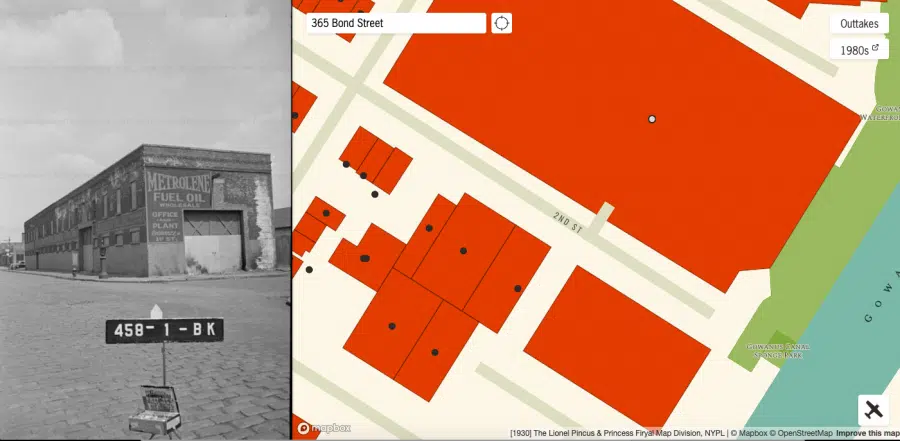 METROLENE
FUEL OIL
WHOLESALE
OFFICE
PLANT
458- 1 - BK
365 Bond Street
Outtakes
1980s
2ND ST
GOWANUS CANAL
SPONGE PARK
GOWA
mapbox
[1930] The Lionel Pincus & Princess Firyal Map Division, NYPL | © Mapbox © OpenStreetMap Improve this map